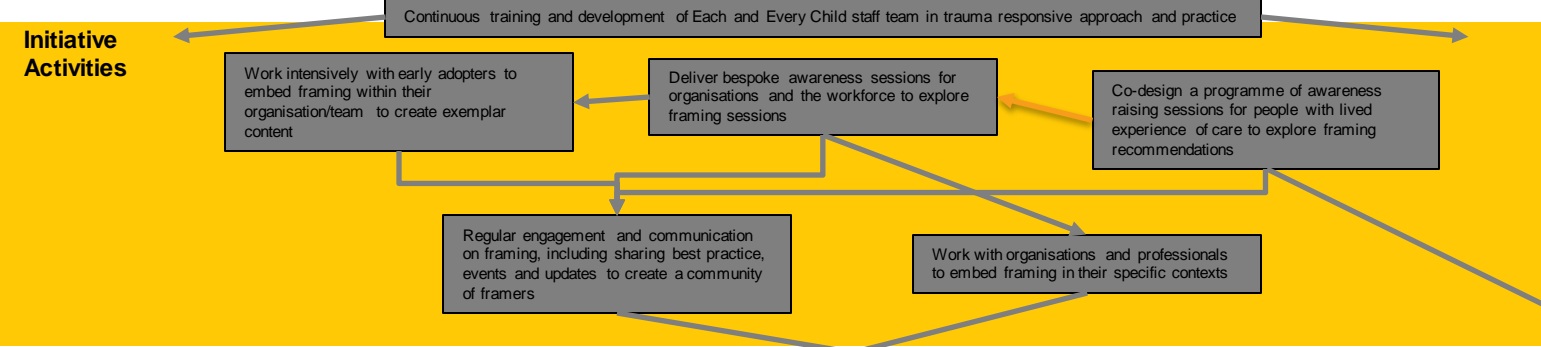 Continuous training and development of Each and Every Child staff team in trauma responsive approach and practice
Initiative
Activities
Work intensively with early adopters to
embed framing within their
organisation/team to create exemplar
content
Deliver bespoke awareness sessions for
organisations and the workforce to explore
framing sessions
Co-design a programme of awareness
raising sessions for people with lived
experience of care to explore framing
recommendations
Regular engagement and communication
on framing, including sharing best practice,
events and updates to create a community
of framers
Work with organisations and professionals
to embed framing in their specific contexts